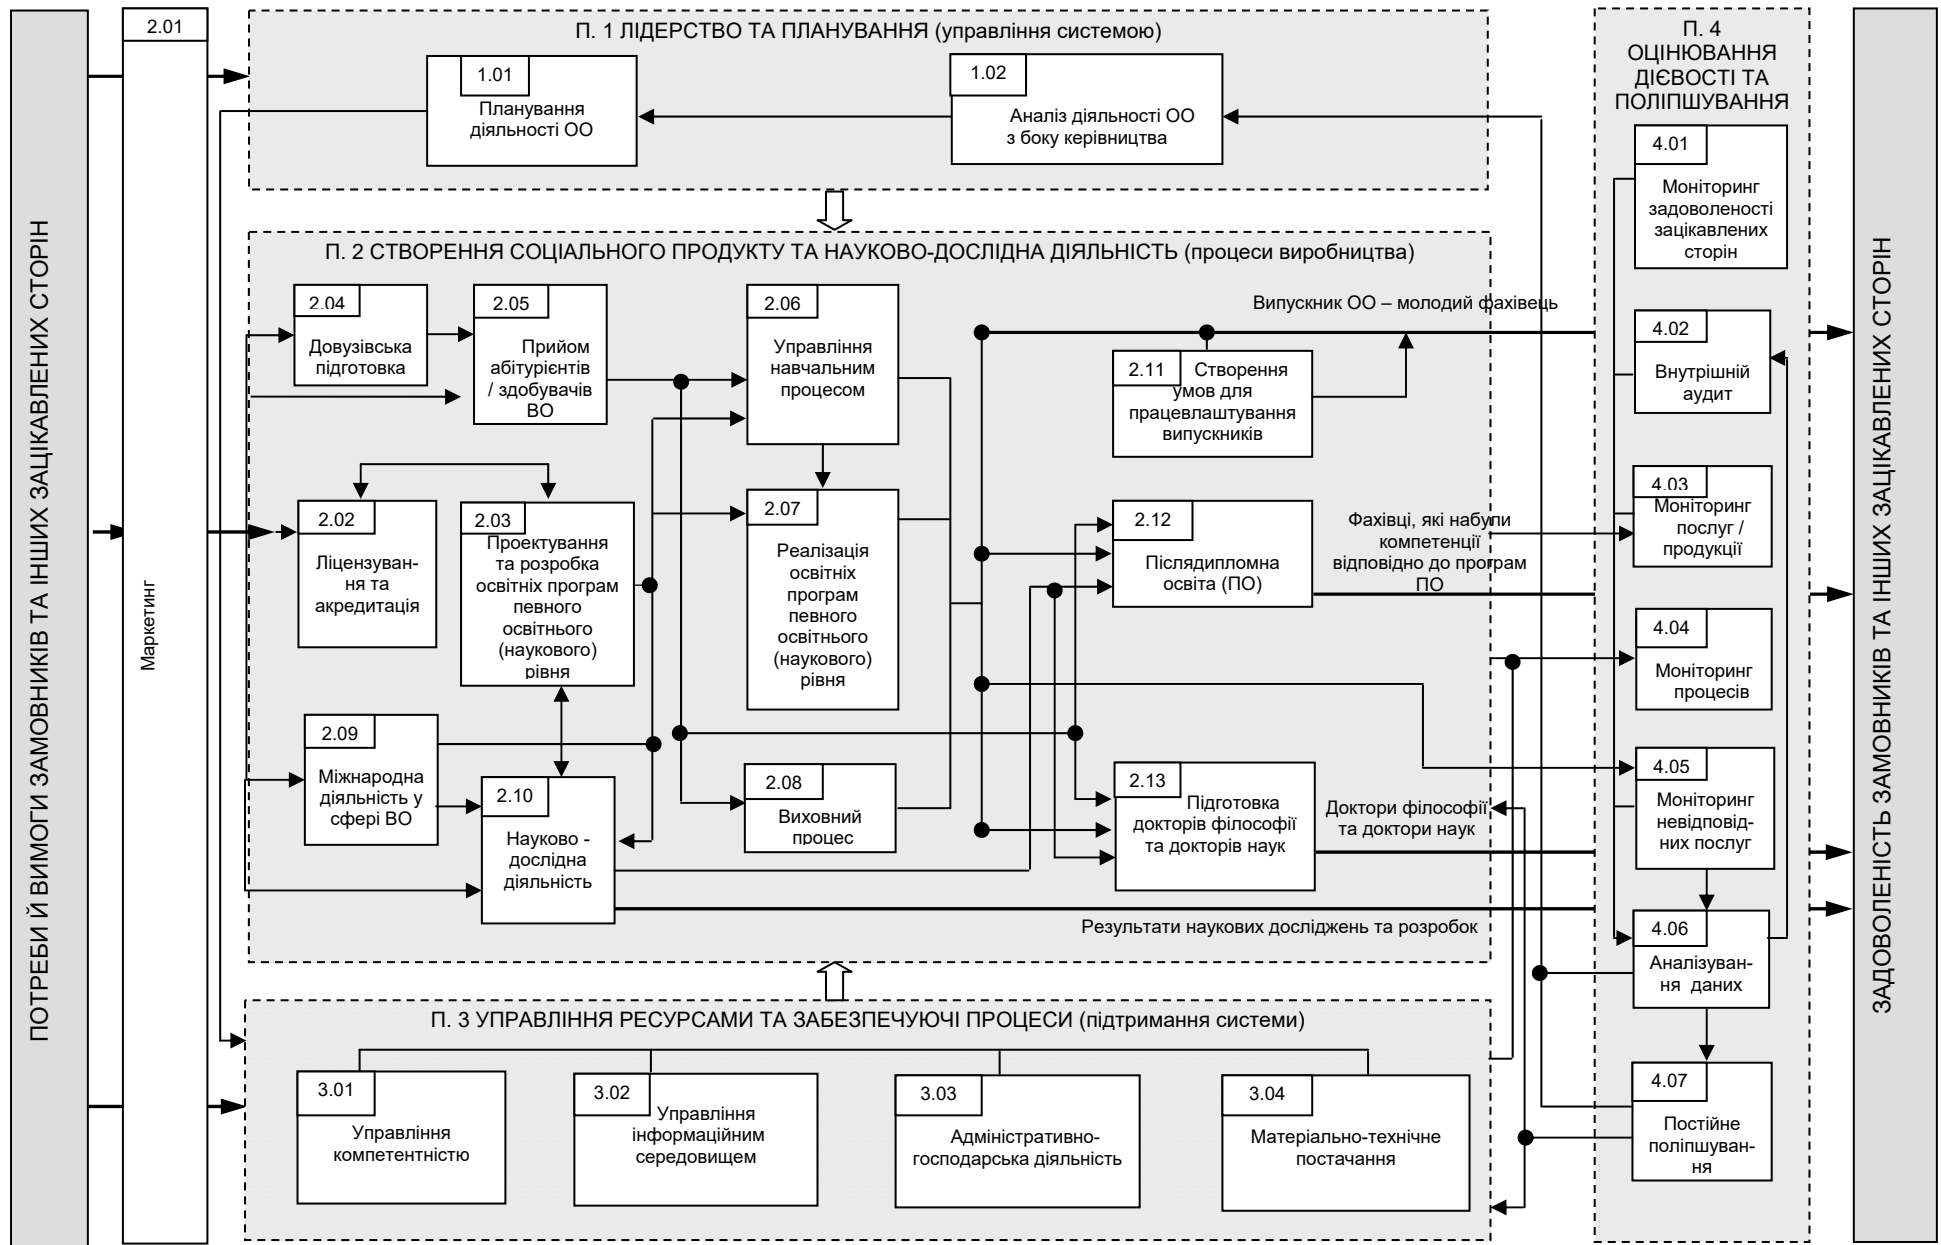 ПОТРЕБИ Й ВИМОГИ ЗАМОВНИКІВ ТА ІНШИХ ЗАЦІКАВЛЕНИХ СТОРІН
2.01
Маркетинг
П. 1 ЛІДЕРСТВО ТА ПЛАНУВАННЯ (управління системою)
1.01
Планування
діяльності ОО
1.02
Аналіз діяльності ОО
з боку керівництва
П. 2 СТВОРЕННЯ СОЦІАЛЬНОГО ПРОДУКТУ ТА НАУКОВО-ДОСЛІДНА ДІЯЛЬНІСТЬ (процеси виробництва)
2.04
Довузівська
підготовка
2.05
Прийом
абітурієнтів
/ здобувачів
ВО
2.06
Управління
навчальним
процесом
Випускник ОО – молодий фахівець
2.11
Створення
умов для
працевлаштування
випускників
2.02
Ліцензуван-
ня та
акредитація
2.03
Проектування
та розробка
освітніх програм
певного
освітнього
(наукового)
рівня
2.07
Реалізація
освітніх
програм
певного
освітнього
(наукового)
рівня
2.12
Післядипломна
освіта (ПО)
Фахівці, які набули
компетенції
відповідно до програм
ПО
2.09
Міжнародна
діяльність у
сфері ВО
2.10
Науково -
дослідна
діяльність
2.08
Виховний
процес
2.13
Підготовка
докторів філософії
та докторів наук
Доктори філософії
та доктори наук
Результати наукових досліджень та розробок
П. 3 УПРАВЛІННЯ РЕСУРСАМИ ТА ЗАБЕЗПЕЧУЮЧІ ПРОЦЕСИ (підтримання системи)
3.01
Управління
компетентністю
3.02
Управління
інформаційним
середовищем
3.03
Адміністративно-
господарська діяльність
3.04
Матеріально-технічне
постачання
П. 4
ОЦІНЮВАННЯ
ДІЄВОСТІ ТА
ПОЛІПШУВАННЯ
4.01
Моніторинг
задоволеності
зацікавлених
сторін
4.02
Внутрішній
аудит
4.03
Моніторинг
послуг /
продукції
4.04
Моніторинг
процесів
4.05
Моніторинг
невідповід-
них послуг
4.06
Аналізуван-
ня даних
4.07
Постійне
поліпшуван-
ня
ЗАДОВОЛЕНІСТЬ ЗАМОВНИКІВ ТА ІНШИХ ЗАЦІКАВЛЕНИХ СТОРІН